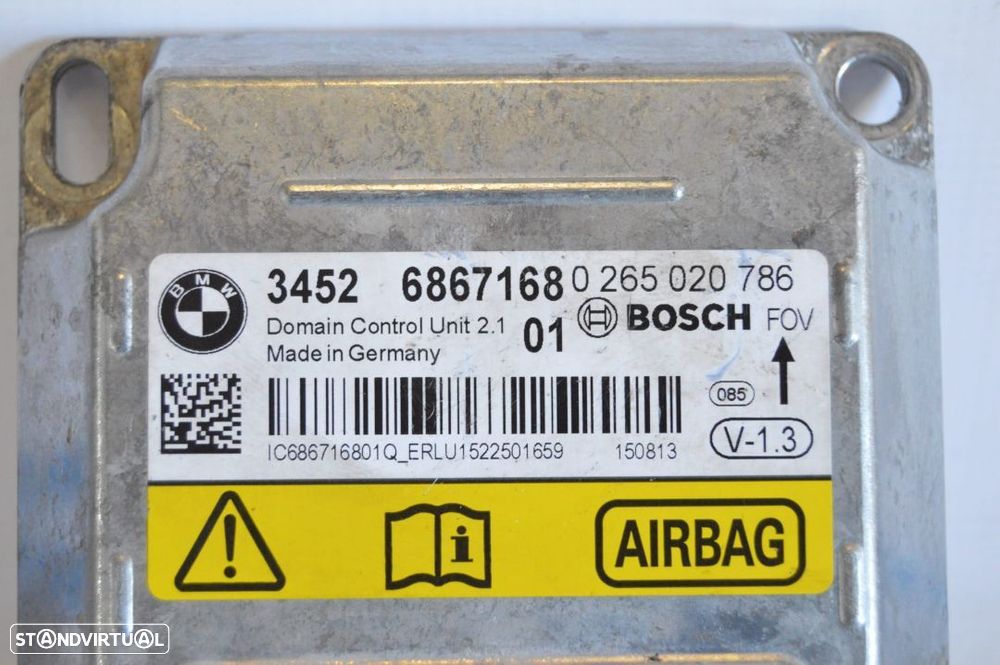 BMW
3452 6867168 0 265 020 786
Domain Control Unit 2.1 01 BOSCH FOV
Made in Germany
085
IC686716801Q_ERLU1522501659 150813 V-1.3
i AIRBAG
STANDVIRTUAL